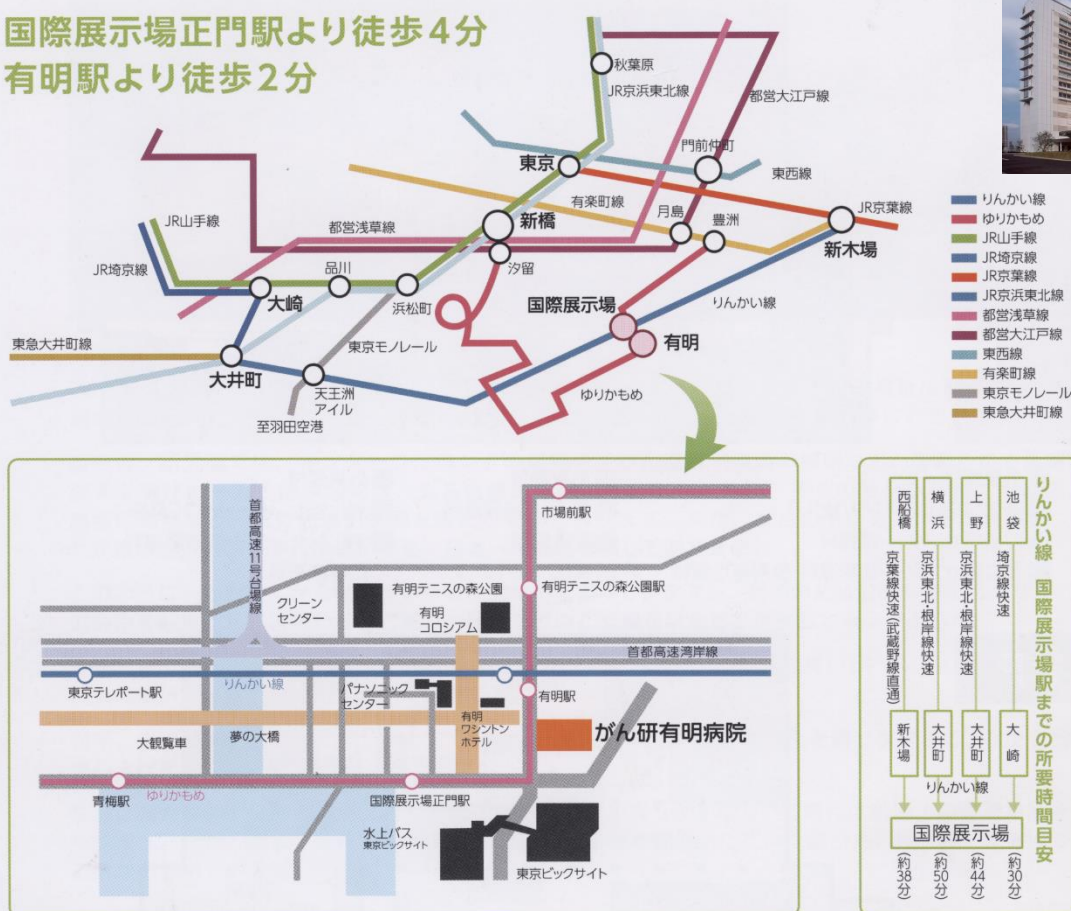 国際展示場正門駅より徒歩4分
有明駅より徒歩2分
秋葉原
JR京浜東北線
都営大江戸線
東京
門前仲町
東西線
有楽町線
月島
豊洲
JR京葉線
新木場
JR山手線
都営浅草線
新橋
汐留
JR埼京線
大崎
品川
浜松町
国際展示場
りんかい線
有明
東急大井町線
大井町
東京モノレール
天王洲
アイル
至羽田空港
ゆりかもめ
りんかい線
ゆりかもめ
JR山手線
JR埼京線
JR京葉線
JR京浜東北線
都営浅草線
都営大江戸線
東西線
有楽町線
東京モノレール
東急大井町線
首都高速11号台場線
市場前駅
クリーン
センター
有明テニスの森公園
有明テニスの森公園駅
有明
コロシアム
首都高速湾岸線
東京テレポート駅
りんかい線
パナソニック
センター
有明駅
有明
ワシントン
ホテル
がん研有明病院
大観覧車
夢の大橋
青梅駅
ゆりかもめ
国際展示場正門駅
水上バス
東京ビックサイト
東京ビックサイト
りんかい線 国際展示場駅までの所要時間目安
池袋
埼京線快速
大崎
(約30分)
上野
京浜東北・根岸線快速
大井町
(約44分)
横浜
京浜東北・根岸線快速
大井町
(約50分)
西船橋
京葉線快速(武蔵野線直通)
新木場
(約38分)
りんかい線
国際展示場